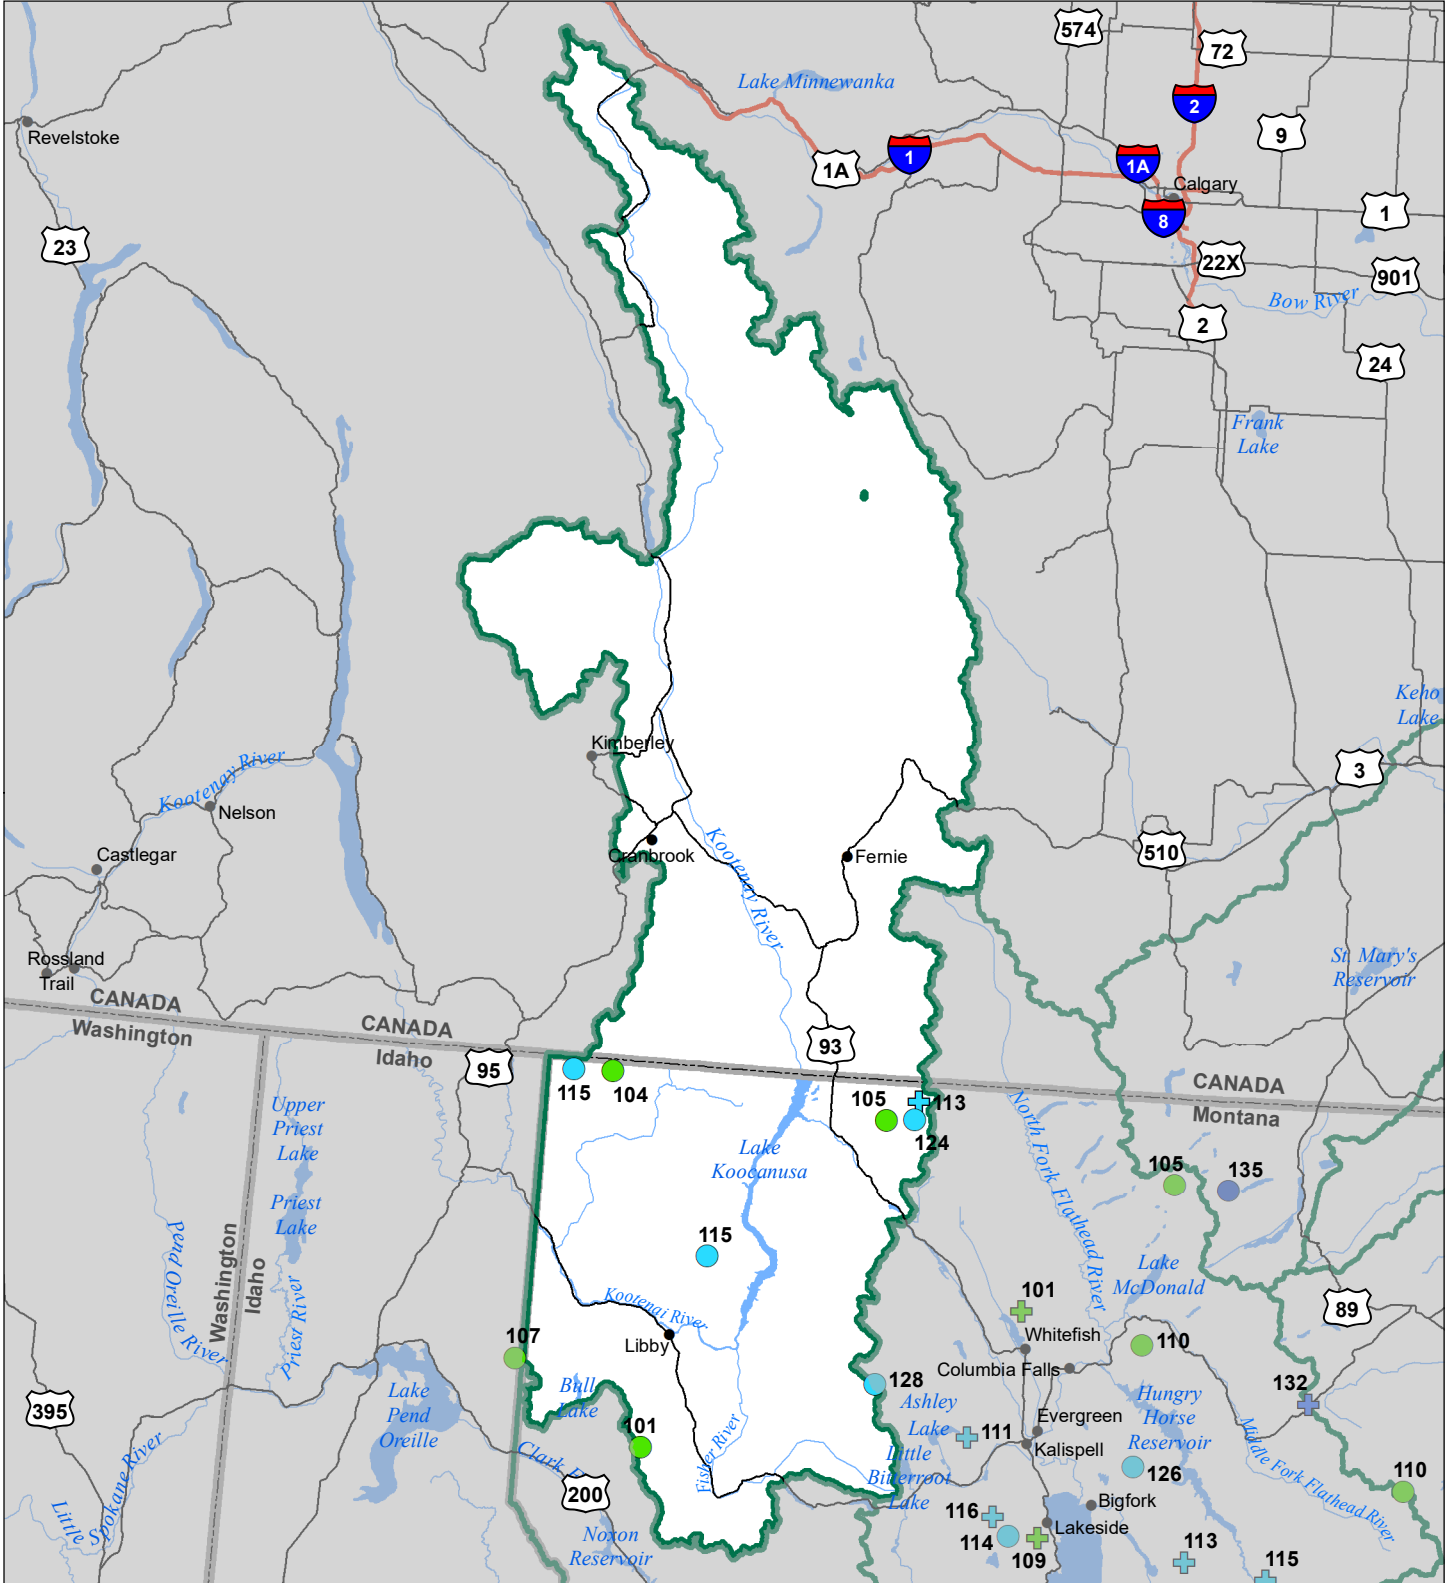 574
72
Lake Minnewanka
2
Revelstoke
9
1
1A
1A
Calgary
1
8
23
22X
901
Bow River
2
24
Frank
Lake
Keho
Lake
Kimberley
Kootenay River
3
Nelson
Castlegar
Cranbrook
Kootenay River
Fernie
510
Rossland
Trail
St. Mary's
Reservoir
CANADA
Washington
CANADA
Idaho
95
93
CANADA
Montana
115
104
105
113
124
Upper
Priest
Lake
Lake
Koocanusa
North Fork Flathead River
105
135
Priest
Lake
Pend Oreille River
Washington
Idaho
115
Lake
McDonald
Priest River
Kootenai River
101
89
Whitefish
107
Libby
110
Columbia Falls
128
132
Bull
Lake
Lake
Pend
Oreille
Ashley
Lake
Hungry
Horse
Reservoir
395
101
Evergreen
111
Kalispell
Middle Fork Flathead River
Little
Bitterroot
Lake
126
110
Clark
Fisher River
200
Little
Spokane River
Bigfork
116
Lakeside
114
109
Noxon
Reservoir
113
115